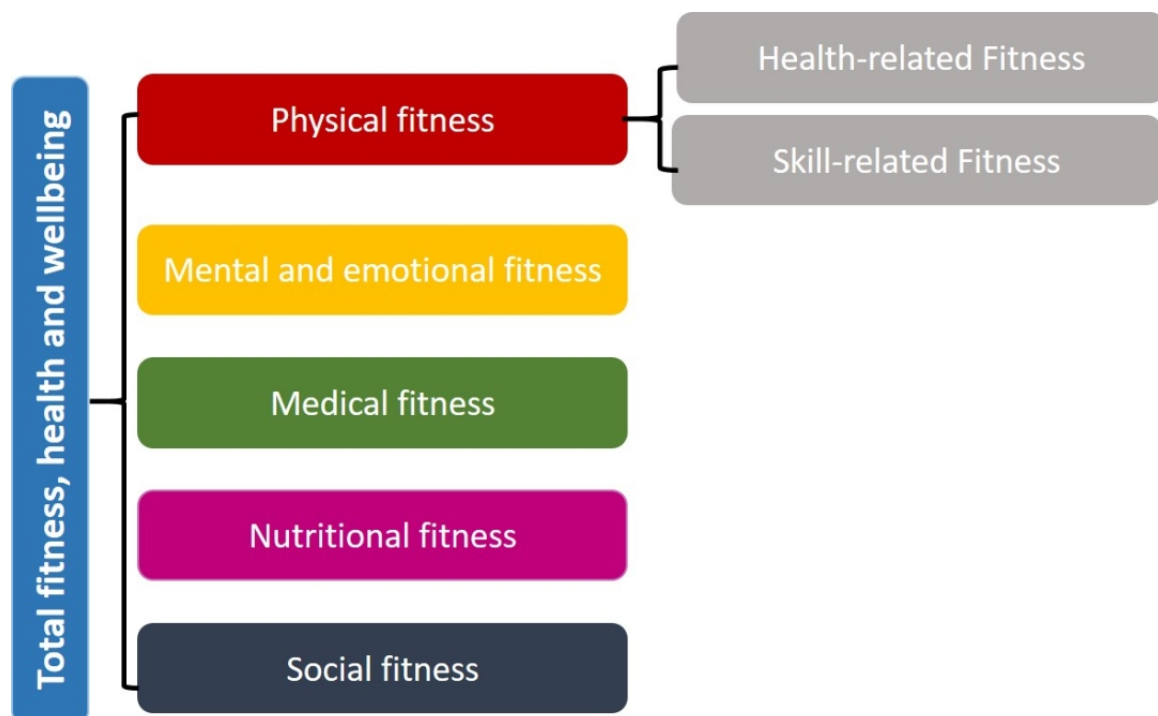 Total fitness, health and wellbeing
Physical fitness
Health-related Fitness
Skill-related Fitness
Mental and emotional fitness
Medical fitness
Nutritional fitness
Social fitness